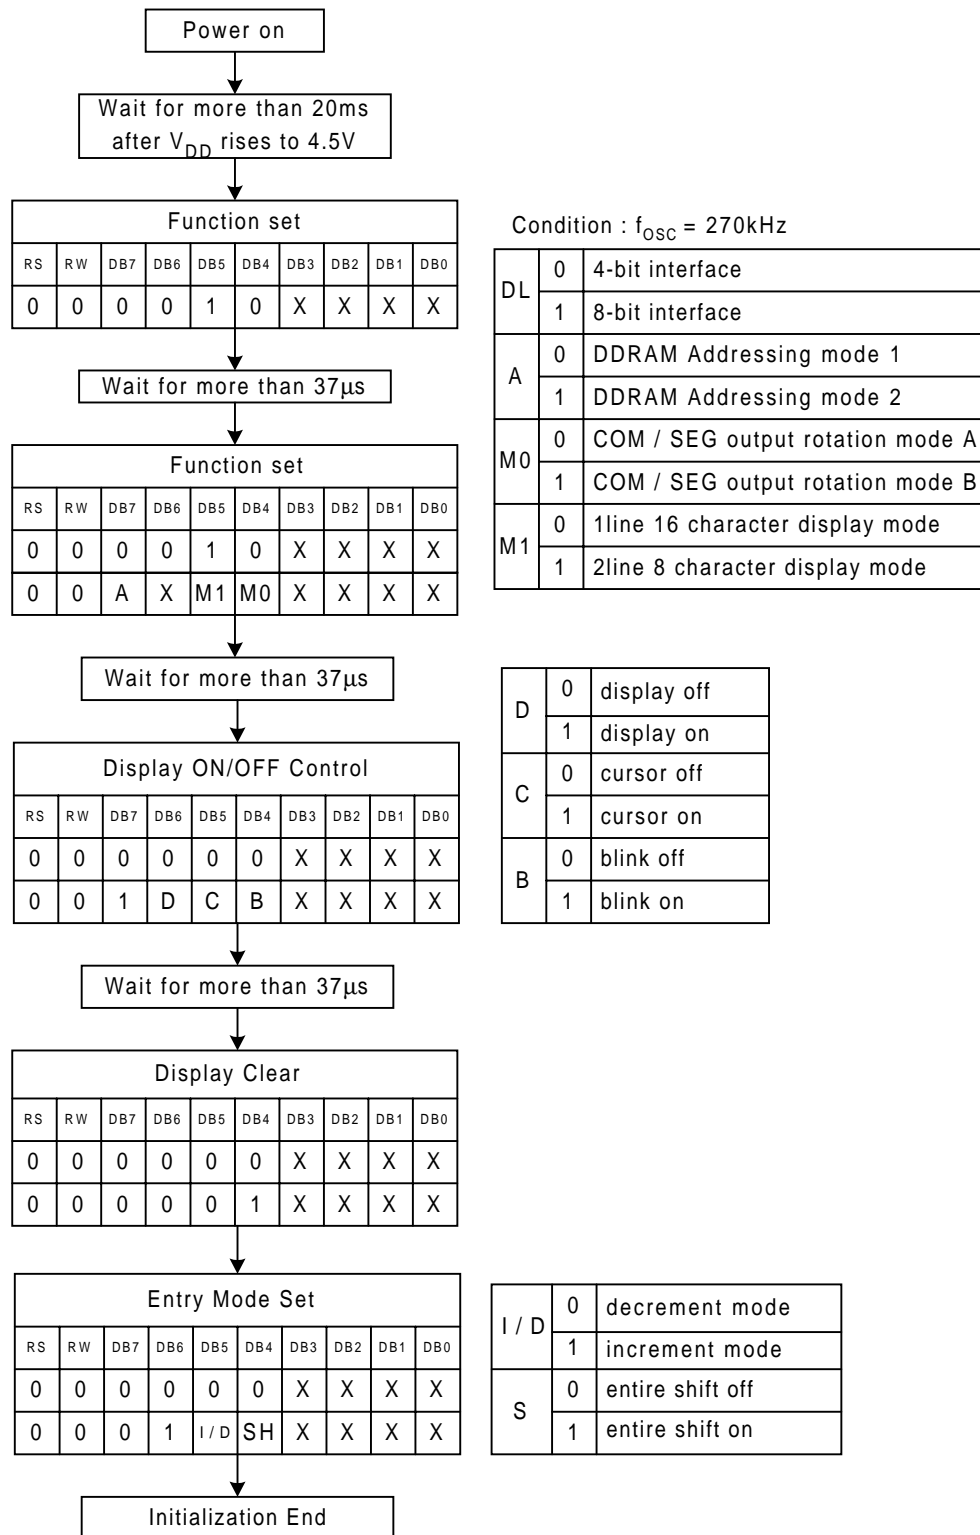 Power on
Wait for more than 20ms
after VDD rises to 4.5V
Function set
RS RW DB7 DB6 DB5 DB4 DB3 DB2 DB1 DB0
0 0 0 0 1 0 X X X X
Condition : fOSC = 270kHz
DL 0 4-bit interface
1 8-bit interface
A 0 DDRAM Addressing mode 1
1 DDRAM Addressing mode 2
M0 0 COM / SEG output rotation mode A
1 COM / SEG output rotation mode B
M1 0 1line 16 character display mode
1 2line 8 character display mode
Wait for more than 37µs
Function set
RS RW DB7 DB6 DB5 DB4 DB3 DB2 DB1 DB0
0 0 0 0 1 0 X X X X
0 0 A X M1 M0 X X X X
Wait for more than 37µs
Display ON/OFF Control
RS RW DB7 DB6 DB5 DB4 DB3 DB2 DB1 DB0
0 0 0 0 0 0 X X X X
0 0 1 D C B X X X X
D 0 display off
1 display on
C 0 cursor off
1 cursor on
B 0 blink off
1 blink on
Wait for more than 37µs
Display Clear
RS RW DB7 DB6 DB5 DB4 DB3 DB2 DB1 DB0
0 0 0 0 0 0 X X X X
0 0 0 0 0 1 X X X X
Entry Mode Set
RS RW DB7 DB6 DB5 DB4 DB3 DB2 DB1 DB0
0 0 0 0 0 0 X X X X
0 0 0 1 I / D SH X X X X
I / D 0 decrement mode
1 increment mode
S 0 entire shift off
1 entire shift on
Initialization End